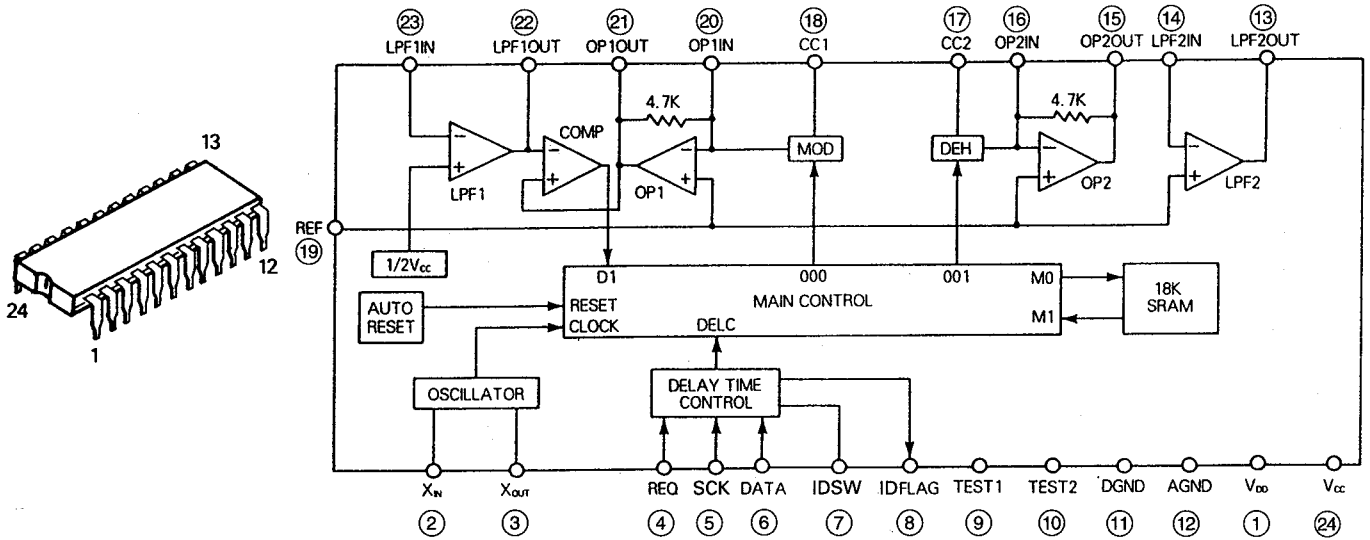 ㉓ ㉒ ㉑ ⑳ ⑱ ⑰ ⑯ ⑮ ⑭ ⑬
LPF1IN LPF1OUT OP1OUT OP1IN CC1 CC2 OP2IN OP2OUT LPF2IN LPF2OUT
4.7K 4.7K
COMP
MOD DEH
LPF1 OP1 OP2 LPF2
13
12
24
1
REF
⑲
1/2Vcc
D1 000 001 M0
MAIN CONTROL
RESET
CLOCK DELC M1
AUTO
RESET
18K
SRAM
OSCILLATOR
DELAY TIME
CONTROL
XIN XOUT REQ SCK DATA IDSW IDFLAG TEST1 TEST2 DGND AGND VDD Vcc
② ③ ④ ⑤ ⑥ ⑦ ⑧ ⑨ ⑩ ⑪ ⑫ ① ㉔